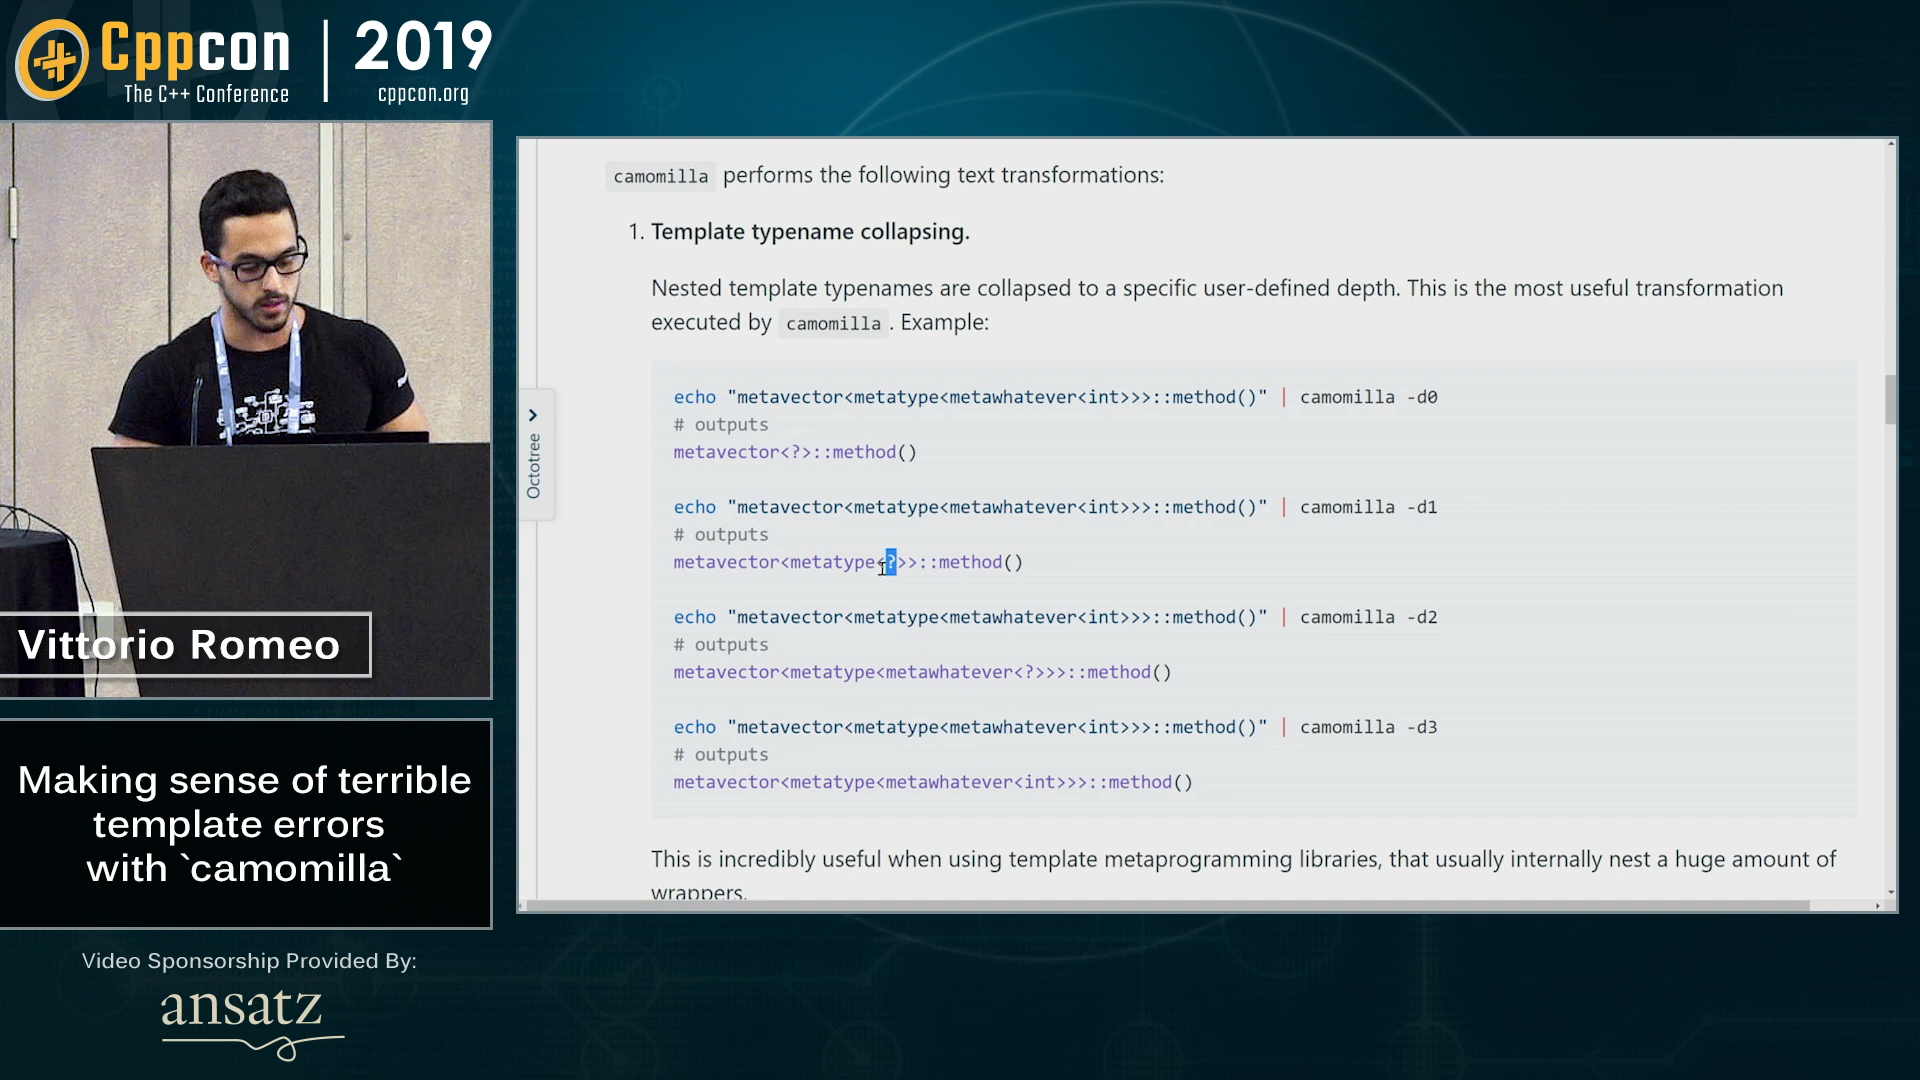 Cppcon
The C++ Conference
2019
cppcon.org
Vittorio Romeo
Making sense of terrible
template errors
with `camomilla`
Video Sponsorship Provided By:
ansatz
Octotree
camomilla performs the following text transformations:
1. Template typename collapsing.
Nested template typenames are collapsed to a specific user-defined depth. This is the most useful transformation
executed by camomilla . Example:
echo "metavector<metatype<metawhatever<int>>>::method()" | camomilla -d0
# outputs
metavector<?>::method()
echo "metavector<metatype<metawhatever<int>>>::method()" | camomilla -d1
# outputs
metavector<metatype<?>>::method()
echo "metavector<metatype<metawhatever<int>>>::method()" | camomilla -d2
# outputs
metavector<metatype<metawhatever<?>>>::method()
echo "metavector<metatype<metawhatever<int>>>::method()" | camomilla -d3
# outputs
metavector<metatype<metawhatever<int>>>::method()
This is incredibly useful when using template metaprogramming libraries, that usually internally nest a huge amount of
wrappers.